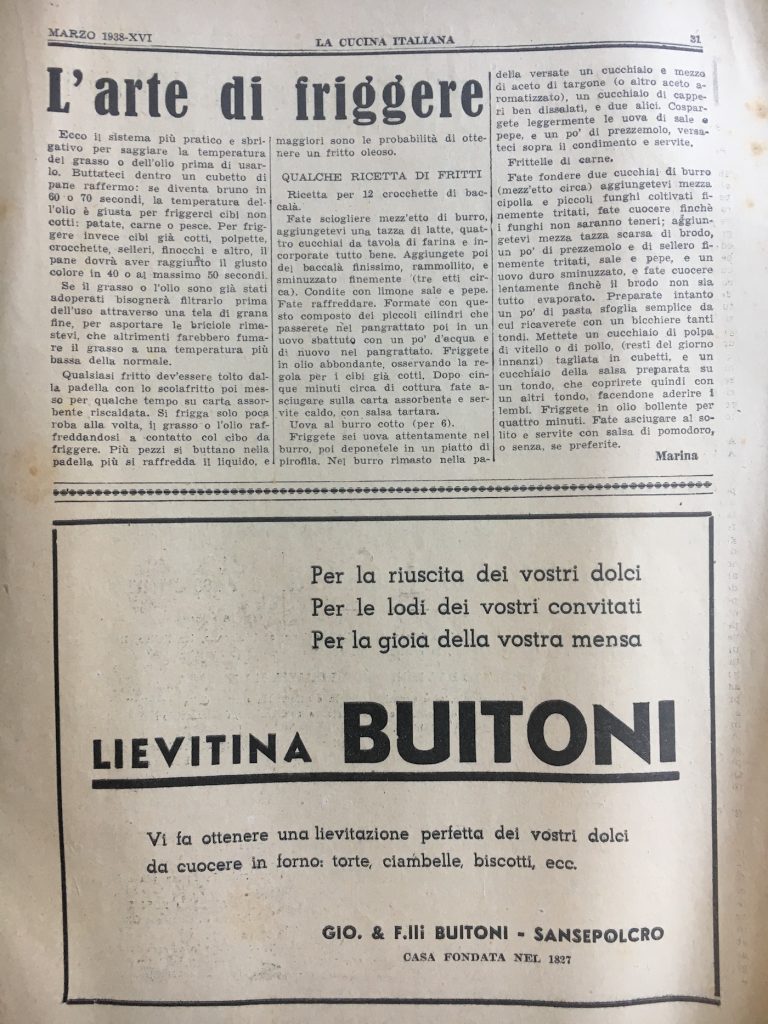 MARZO 1938-XVI
LA CUCINA ITALIANA
31
L'arte di friggere
Ecco il sistema più pratico e sbri-
gativo per saggiare la temperatura
del grasso o dell'olio prima di usar-
lo. Buttateci dentro un cubetto di
pane raffermo: se diventa bruno in
60 o 70 secondi, la temperatura del-
l'olio è giusta per friggerci cibi non
cotti: patate, carne o pesce. Per frig-
gere invece cibi già cotti, polpette,
crocchette, selleri, finocchi e altro, il
pane dovrà aver raggiunto il giusto
colore in 40 o al massimo 50 secondi.
Se il grasso o l'olio sono già stati
adoperati bisognerà filtrarlo prima
dell'uso attraverso una tela di grana
fine, per asportare le briciole rima-
stevi, che altrimenti farebbero fuma-
re il grasso a una temperatura più
bassa della normale.
Qualsiasi fritto dev'essere tolto dal-
la padella con lo scolafritto poi mes-
so per qualche tempo su carta assor-
bente riscaldata. Si frigga solo poca
roba alla volta, il grasso o l'olio raf-
freddandosi a contatto col cibo da
friggere. Più pezzi si buttano nella
padella più si raffredda il liquido, e
maggiori sono le probabilità di otte-
nere un fritto oleoso.
QUALCHE RICETTA DI FRITTI
Ricetta per 12 crocchette di bac-
calà.
Fate sciogliere mezz'etto di burro,
aggiungetevi una tazza di latte, quat-
tro cucchiai da tavola di farina e in-
corporate tutto bene. Aggungete poi
del baccalà finissimo, rammollito, e
sminuzzato finemente (tre etti cir-
ca). Condite con limone sale e pepe.
Fate raffreddare. Formate con que-
sto composto dei piccoli cilindri che
passerete nel pangrattato poi in un
uovo sbattuto con un po' d'acqua e
di nuovo nel pangrattato. Friggete
in olio abbondante, osservando la re-
gola per i cibi già cotti. Dopo cin-
que minuti circa di cottura fate a-
sciugare sulla carta assorbente e ser-
vite caldo, con salsa tartara.
Uova al burro cotto (per 6).
Friggete sei uova attentamente nel
burro, poi deponetele in un piatto di
pirofila. Nel burro rimasto nella pa-
della versate un cucchiaio e mezzo
di aceto di targone (o altro aceto a-
romatizzato), un cucchiaio di cappe-
ri ben dissalati, e due alici. Cospar-
gete leggermente le uova di sale e
pepe, e un po' di prezzemolo, versa-
teci sopra il condimento e servite.
Frittelle di carne.
Fate fondere due cucchiai di burro
(mezz'etto circa) aggiungetevi mezza
cipolla e piccoli funghi coltivati fi-
nemente tritati, fate cuocere finchè
i funghi non saranno teneri; aggiun-
getevi mezza tazza scarsa di brodo,
un po' di prezzemolo e di sellero fi-
nemente tritati, sale e pepe, e un
uovo duro sminuzzato, e fate cuocere
lentamente finchè il brodo non sia
tutto evaporato. Preparate intanto
un po' di pasta sfoglia semplice da
cui ricaverete con un bicchiere tanti
tondi. Mettete un cucchiaio di polpa
di vitello o di pollo, (resti del giorno
innanzi) tagliata in cubetti, e un
cucchiaio della salsa preparata su
un tondo, che coprirete quindi con
un altri tondo, facendone aderire i
lembi. Friggete in olio bollente per
quattro minuti. Fate asciugare al so-
lito e servite con salsa di pomodoro,
o senza, se preferite.
Marina
Per la riuscita dei vostri dolci
Per le lodi dei vostri convitati
Per la gioia della vostra mensa
LIEVITINA BUITONI
Vi fa ottenere una lievitazione perfetta dei vostri dolci
da cuocere in forno: torte, ciambelle, biscotti, ecc.
GIO. & F.lli BUITONI - SANSEPOLCRO
CASA FONDATA NEL 1827